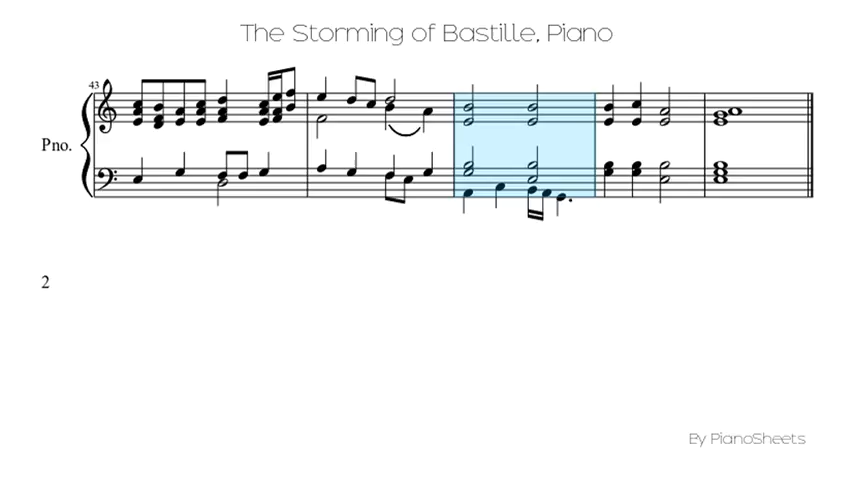 The Storming of Bastille, Piano
43
Pno.
2
By PianoSheets